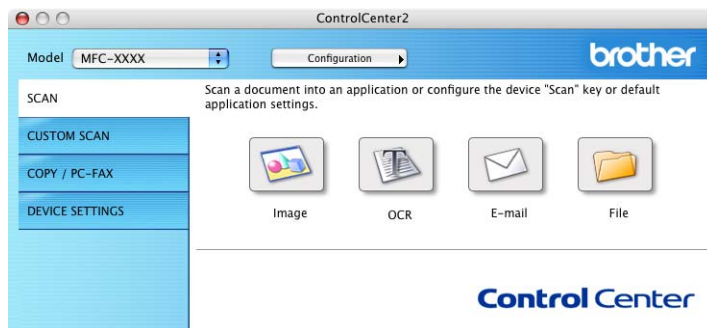 ControlCenter2
Model MFC-XXXX Configuration brother
SCAN
CUSTOM SCAN
COPY / PC-FAX
DEVICE SETTINGS
Scan a document into an application or configure the device "Scan" key or default
application settings.
Image OCR E-mail File
Control Center